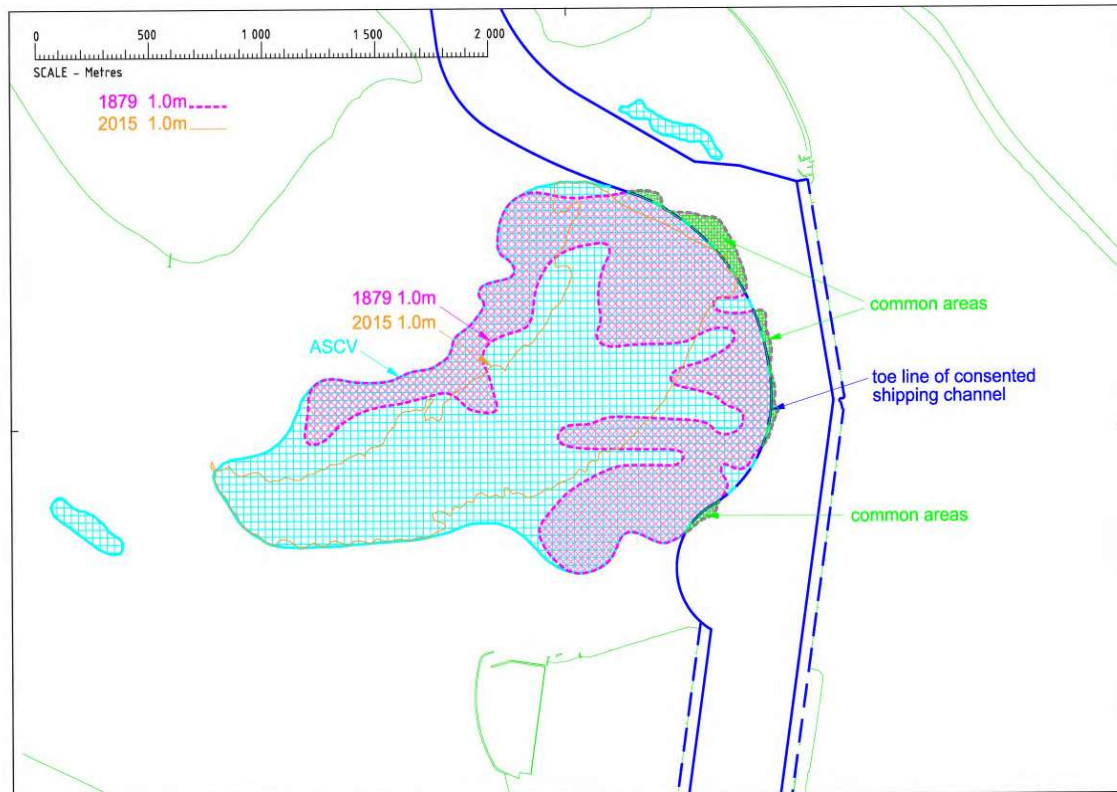 0 500 1 000 1 500 2 000
SCALE - Metres
1879 1.0m
2015 1.0m
1879 1.0m
2015 1.0m
ASCV
common areas
toe line of consented
shipping channel
common areas